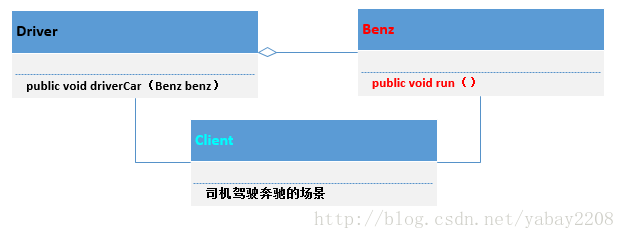 Driver
Benz
public void driverCar（Benz benz）
public void run（）
Client
司机驾驶奔驰的场景
http://blog.csdn.net/yabay2208